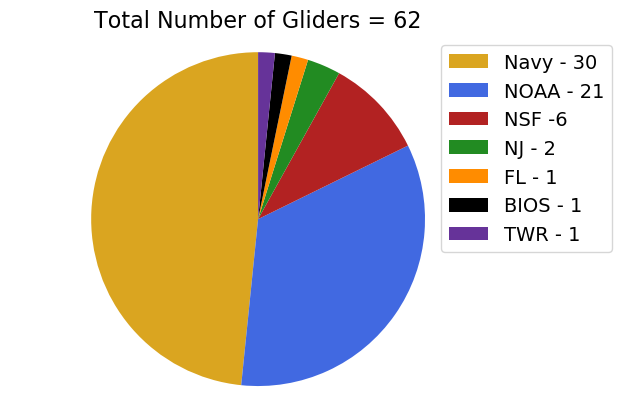 Total Number of Gliders = 62
Navy - 30
NOAA - 21
NSF -6
NJ - 2
FL - 1
BIOS - 1
TWR - 1